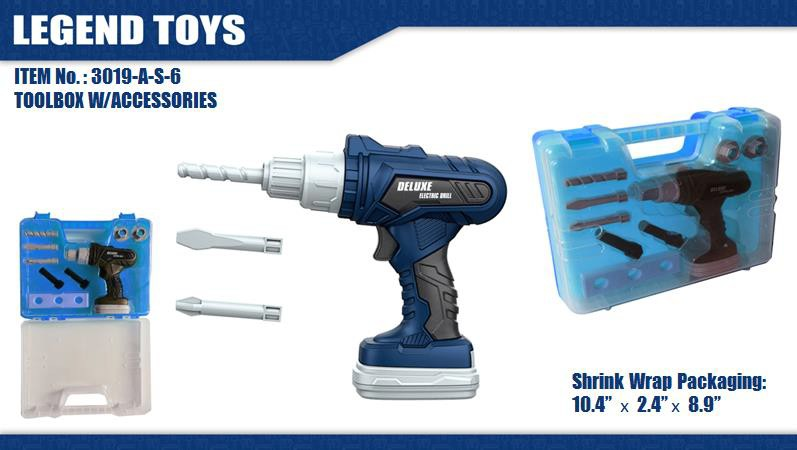 LEGEND TOYS
ITEM No. : 3019-A-S-6
TOOLBOX W/ACCESSORIES
DELUXE
ELECTRIC DRILL
DELUXE
Shrink Wrap Packaging:
10.4” x 2.4” x 8.9”